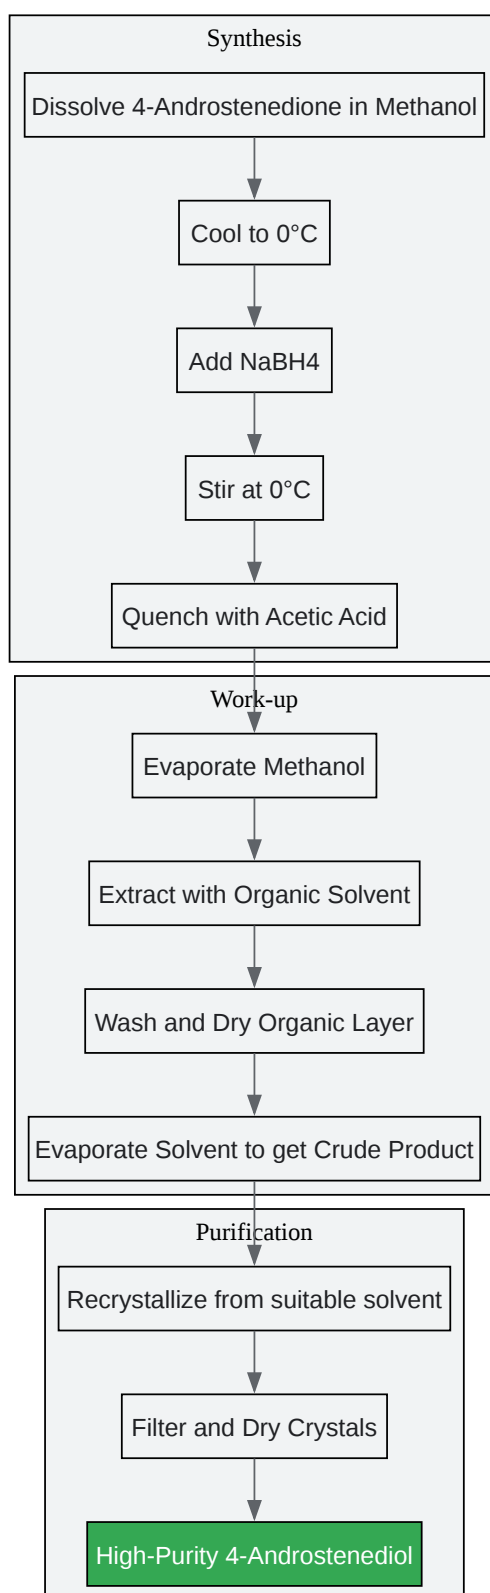 Synthesis
Dissolve 4-Androstenedione in Methanol
Cool to 0°C
Add NaBH4
Stir at 0°C
Quench with Acetic Acid
Work-up
Evaporate Methanol
Extract with Organic Solvent
Wash and Dry Organic Layer
Evaporate Solvent to get Crude Product
Purification
Recrystallize from suitable solvent
Filter and Dry Crystals
High-Purity 4-Androstenediol